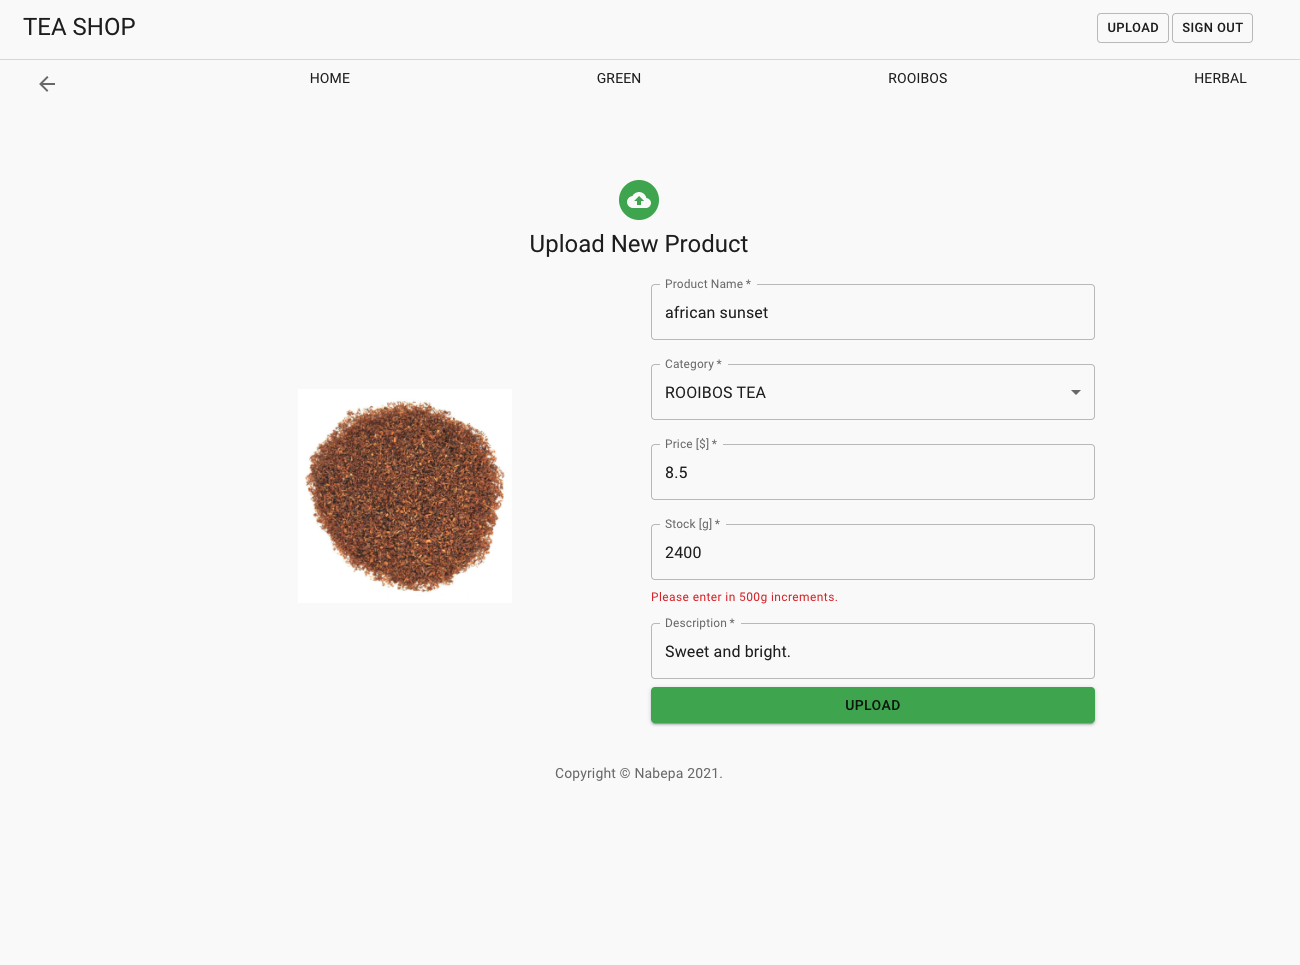 TEA SHOP
UPLOAD
SIGN OUT
HOME
GREEN
ROOIBOS
HERBAL
Upload New Product
Product Name *
african sunset
Category *
ROOIBOS TEA
Price [$] *
8.5
Stock [g] *
2400
Please enter in 500g increments.
Description *
Sweet and bright.
UPLOAD
Copyright © Nabepa 2021.